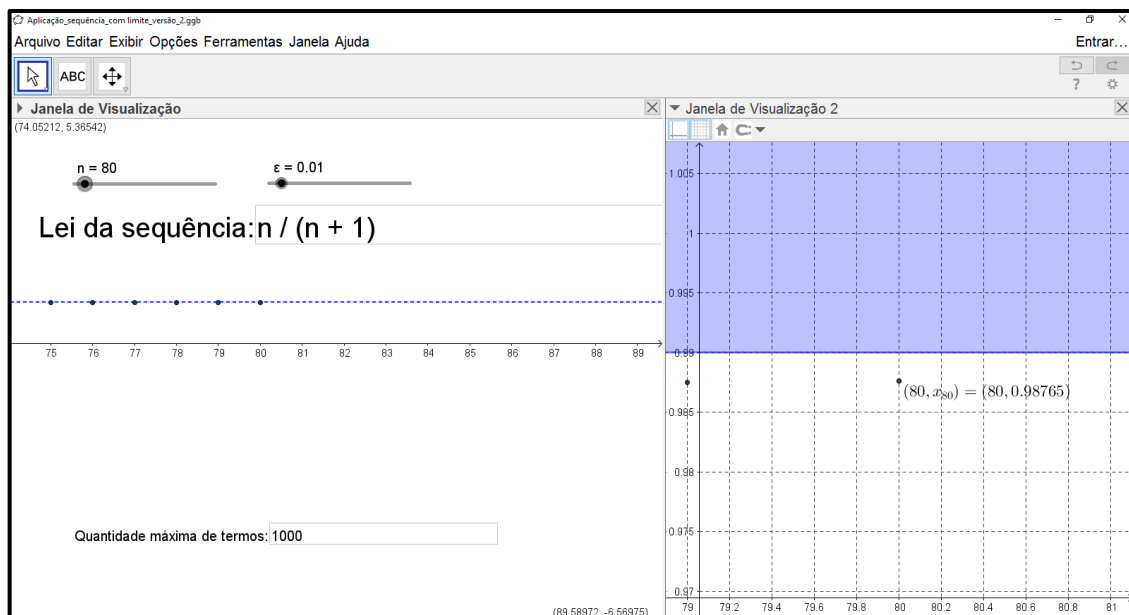 Aplicação_sequência_com limite_versão_2.ggb
Arquivo Editar Exibir Opções Ferramentas Janela Ajuda
Entrar...
ABC
Janela de Visualização
(74.05212, 5.36542)
n = 80
ε = 0.01
Lei da sequência: n / (n + 1)
75 76 77 78 79 80 81 82 83 84 85 86 87 88 89
Quantidade máxima de termos: 1000
(89.58972, -6.56975)
Janela de Visualização 2
1.005
1
0.995
0.99
(80, x₈₀) = (80, 0.98765)
0.985
0.98
0.975
0.97
79 79.2 79.4 79.6 79.8 80 80.2 80.4 80.6 80.8 81